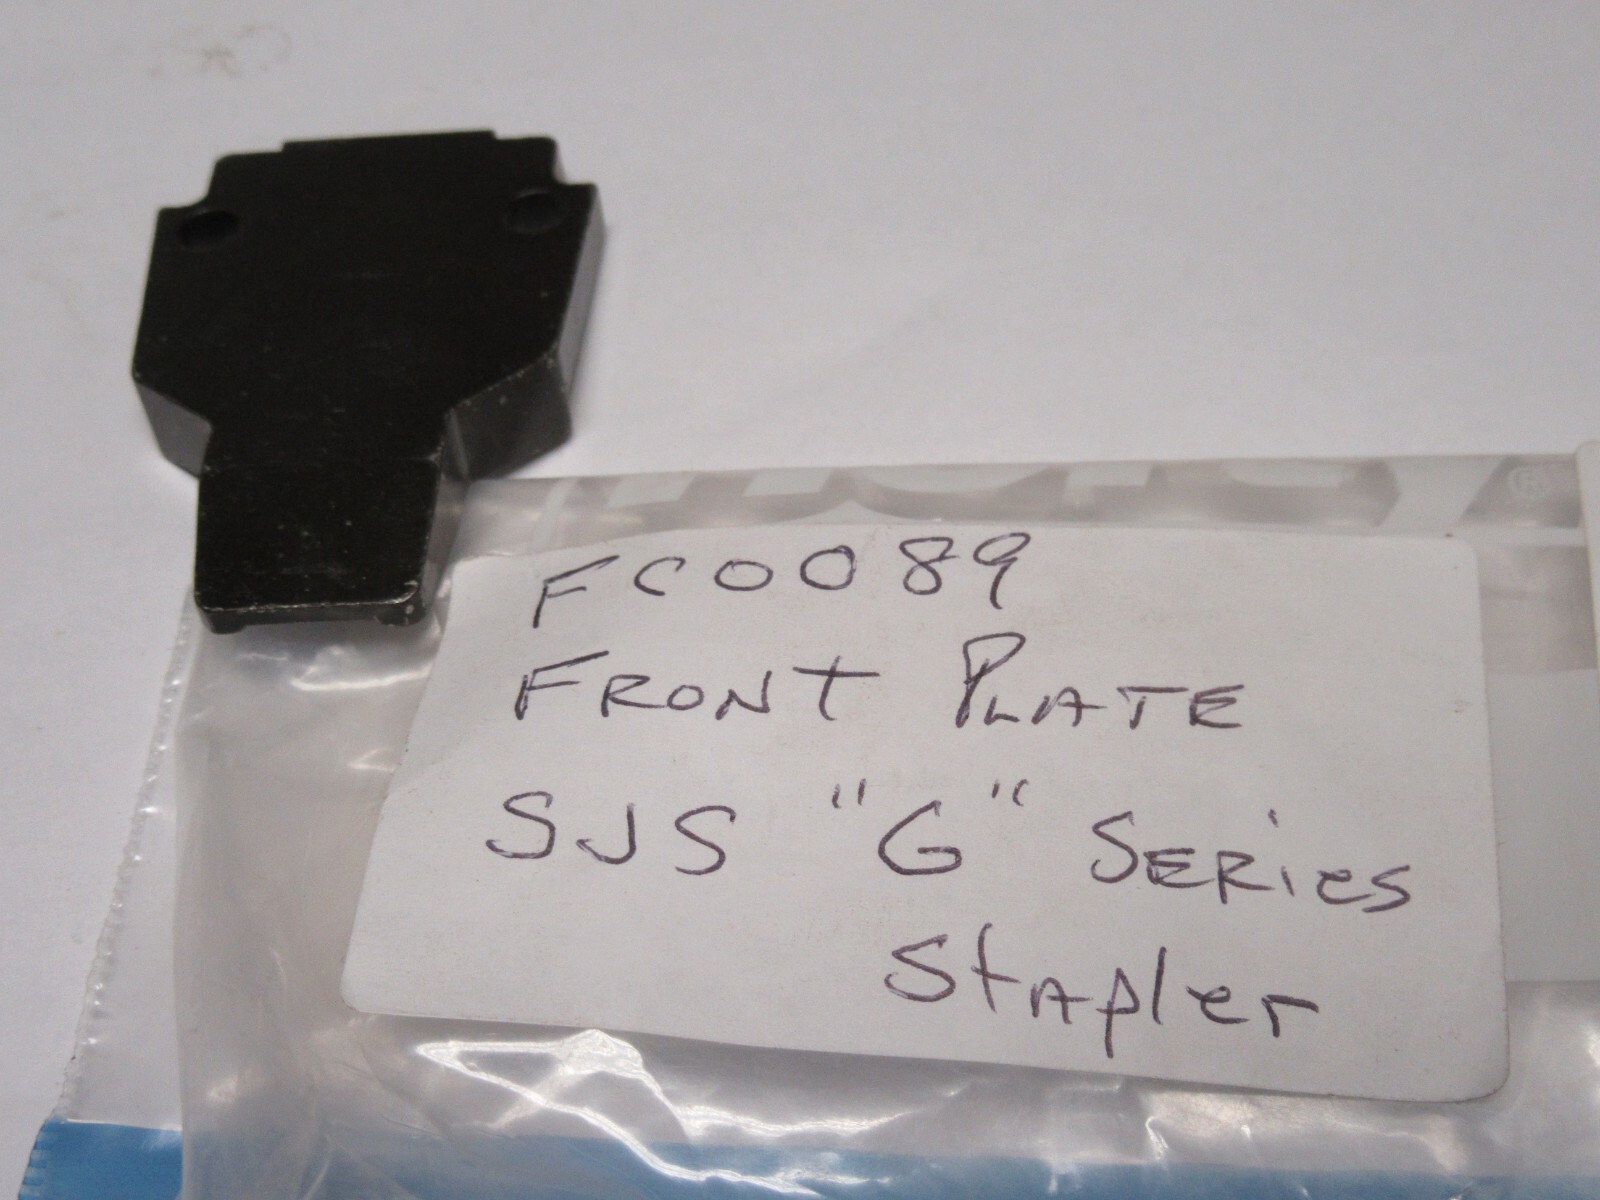 FC0089
FRONT PLATE
SJS "G" SERiES
StAplEr